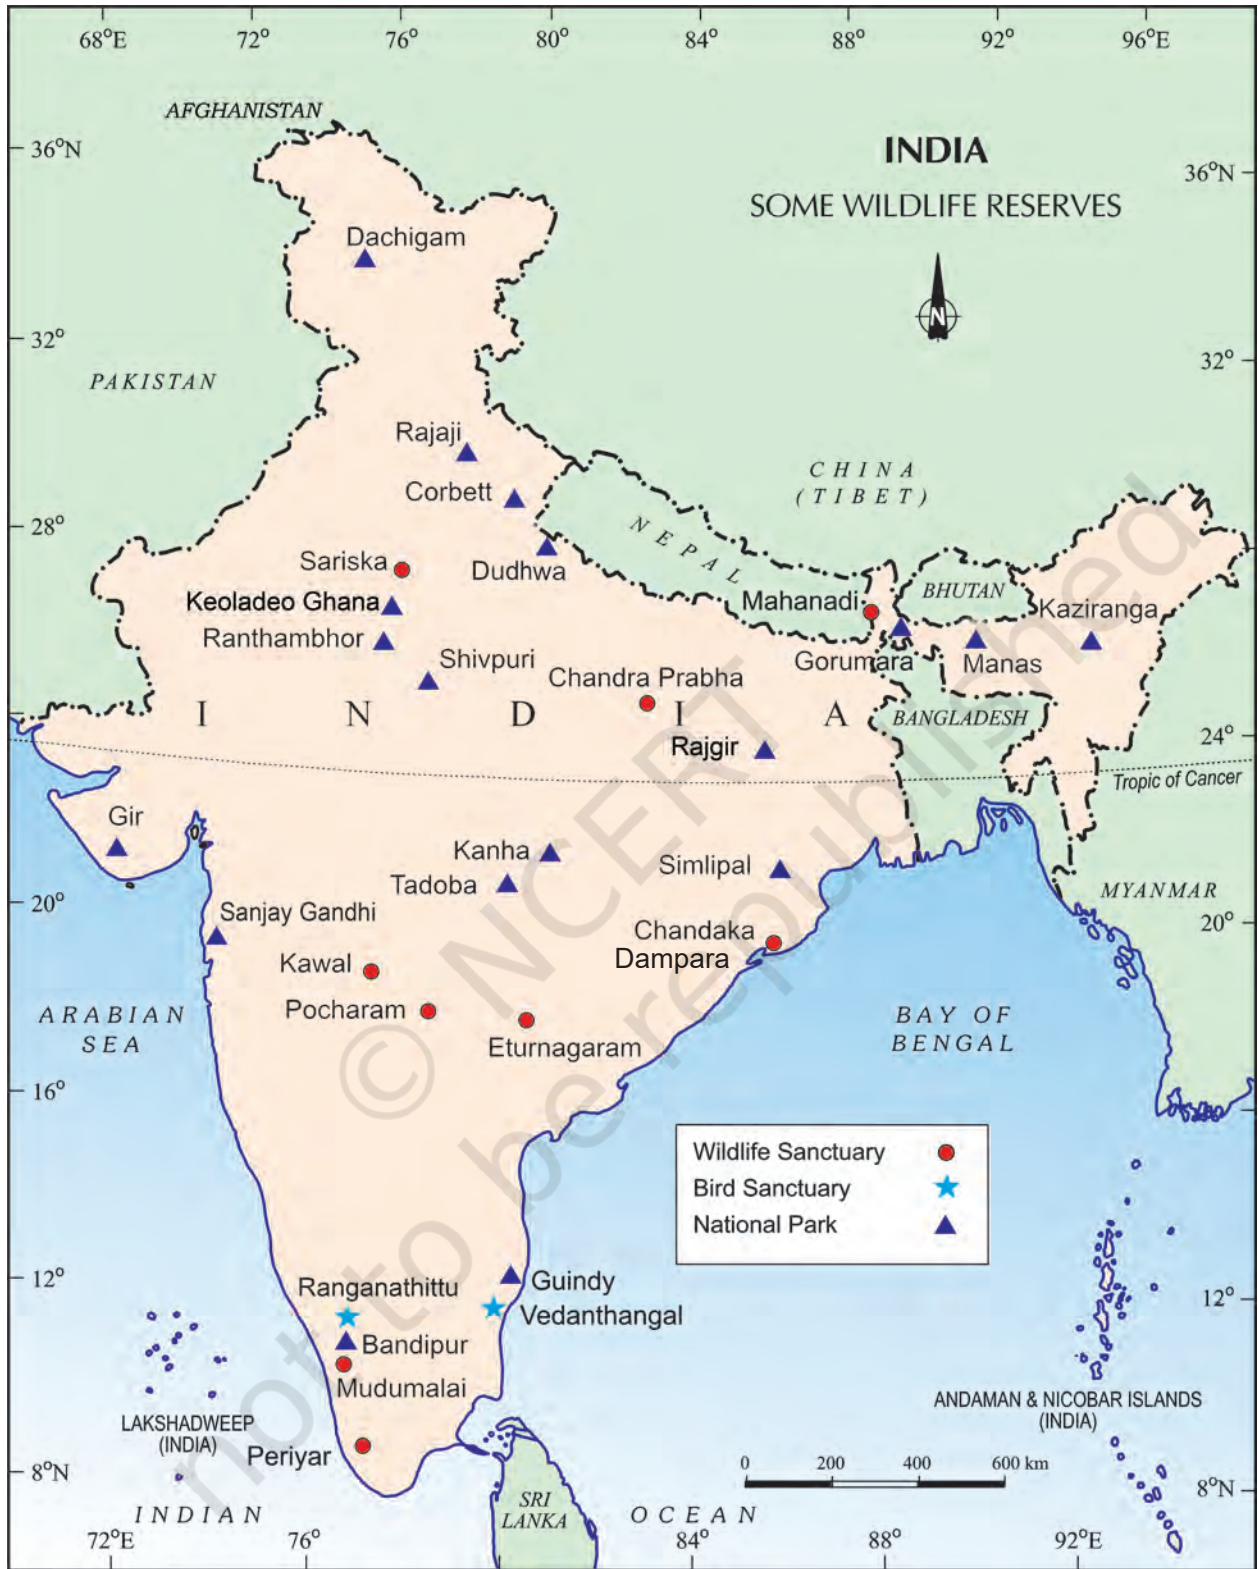 68°E 72° 76° 80° 84° 88° 92° 96°E
AFGHANISTAN
36°N
INDIA
36°N
SOME WILDLIFE RESERVES
Dachigam
N
32°
32°
PAKISTAN
Rajaji
CHINA
(TIBET)
Corbett
28°
NEPAL
Sariska
Dudhwa
BHUTAN
Mahanadi
Kaziranga
Keoladeo Ghana
Ranthambhor
Shivpuri
Gorumara
Manas
Chandra Prabha
INDIA
BANGLADESH
Rajgir
24°
Tropic of Cancer
Gir
Kanha
Simlipal
Tadoba
MYANMAR
20°
Sanjay Gandhi
20°
Chandaka
Dampara
Kawal
Pocharam
ARABIAN
SEA
BAY OF
BENGAL
Eturnagaram
16°
Wildlife Sanctuary
Bird Sanctuary
National Park
12°
Ranganathittu
Guindy
12°
Vedanthangal
Bandipur
Mudumalai
LAKSHADWEEP
(INDIA)
ANDAMAN & NICOBAR ISLANDS
(INDIA)
Periyar
0 200 400 600 km
8°N
8°N
SRI
LANKA
INDIAN OCEAN
72°E 76° 84° 88° 92°E
© NCERT
not to be republished